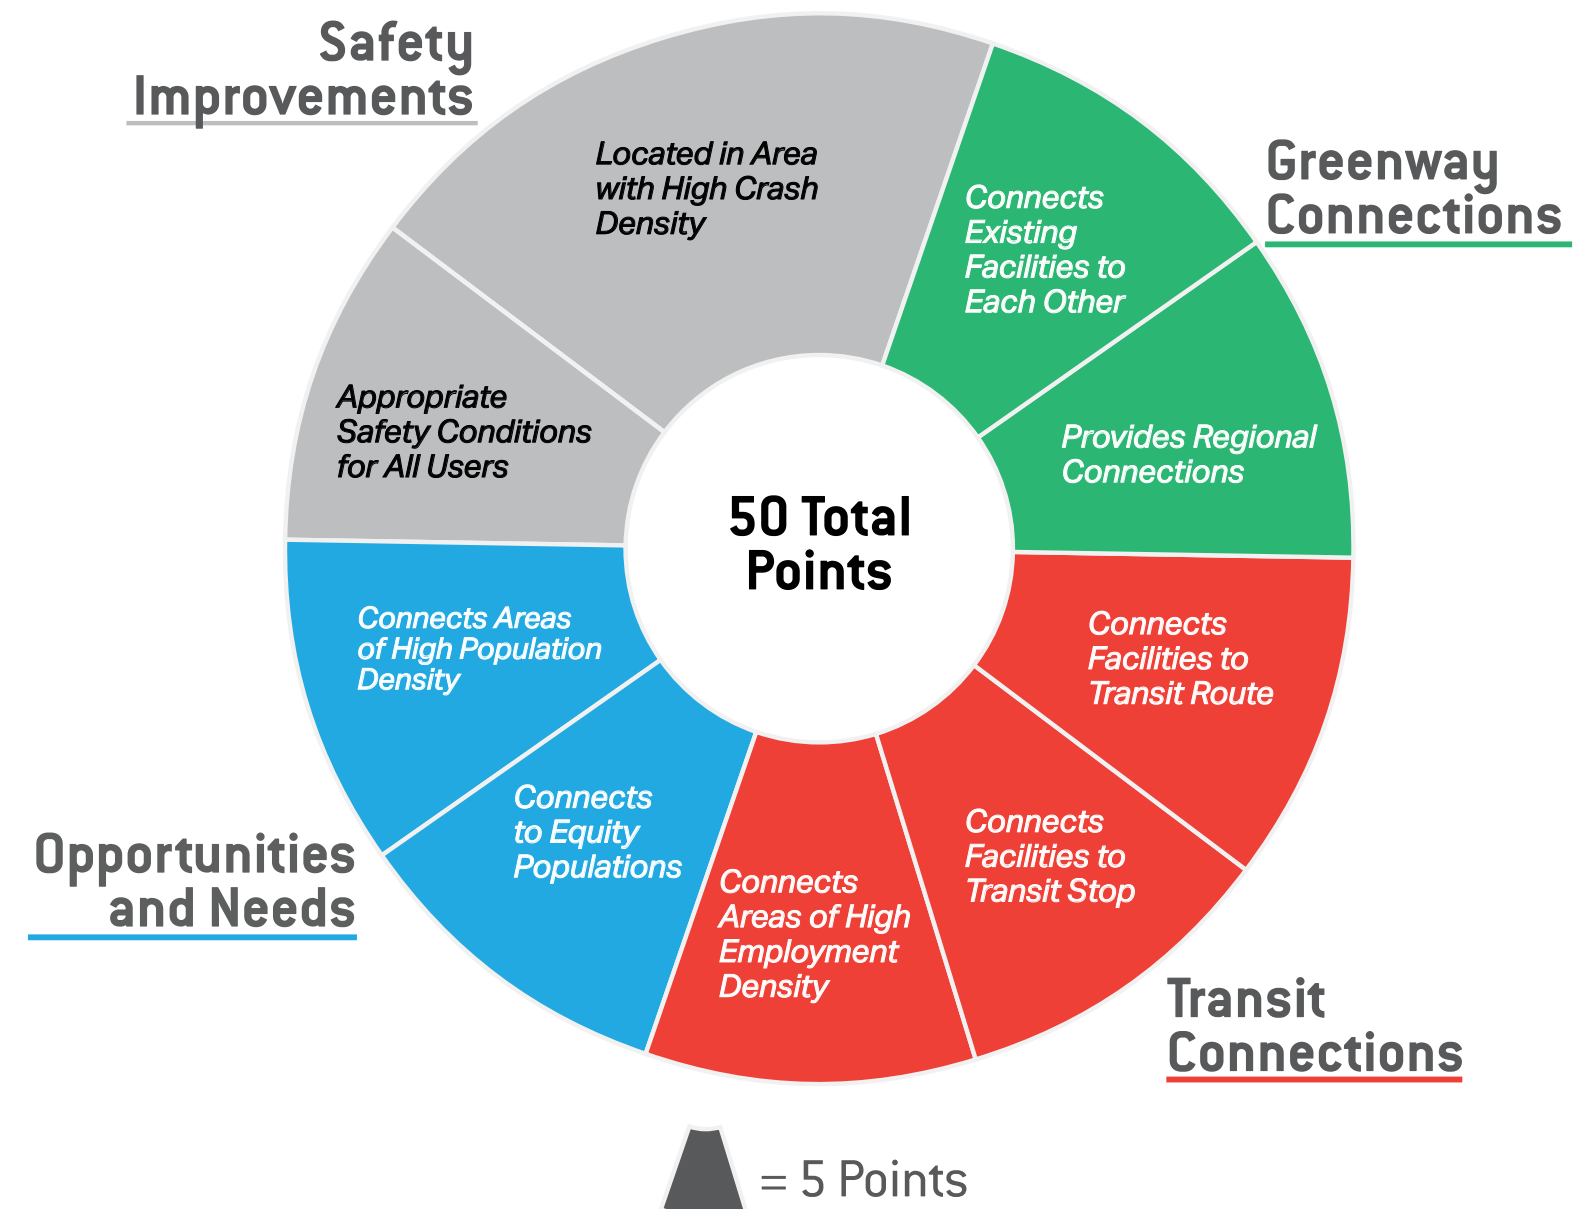 Safety
Improvements
Located in Area
with High Crash
Density
Greenway
Connections
Connects
Existing
Facilities to
Each Other
Appropriate
Safety Conditions
for All Users
Provides Regional
Connections
50 Total
Points
Connects Areas
of High Population
Density
Connects
Facilities to
Transit Route
Connects
to Equity
Populations
Connects
Facilities to
Transit Stop
Opportunities
and Needs
Connects
Areas of High
Employment
Density
Transit
Connections
= 5 Points